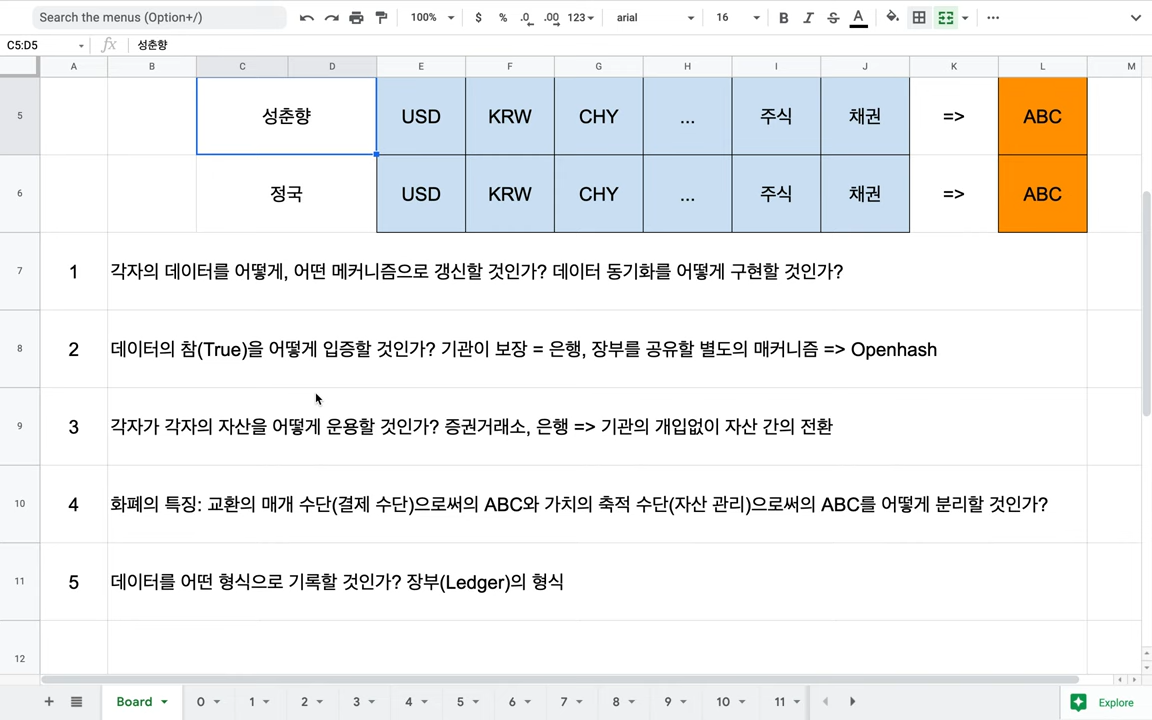 Search the menus (Option+/) 100% $ % .0 .00 123 arial 16 B I S A
C5:D5 fx 성춘향
A B C D E F G H I J K L M
5 성춘향 USD KRW CHY ... 주식 채권 => ABC
6 정국 USD KRW CHY ... 주식 채권 => ABC
7 1 각자의 데이터를 어떻게, 어떤 메커니즘으로 갱신할 것인가? 데이터 동기화를 어떻게 구현할 것인가?
8 2 데이터의 참(True)을 어떻게 입증할 것인가? 기관이 보장 = 은행, 장부를 공유할 별도의 매커니즘 => Openhash
9 3 각자가 각자의 자산을 어떻게 운용할 것인가? 증권거래소, 은행 => 기관의 개입없이 자산 간의 전환
10 4 화폐의 특징: 교환의 매개 수단(결제 수단)으로써의 ABC와 가치의 축적 수단(자산 관리)으로써의 ABC를 어떻게 분리할 것인가?
11 5 데이터를 어떤 형식으로 기록할 것인가? 장부(Ledger)의 형식
12
Board 0 1 2 3 4 5 6 7 8 9 10 11 Explore